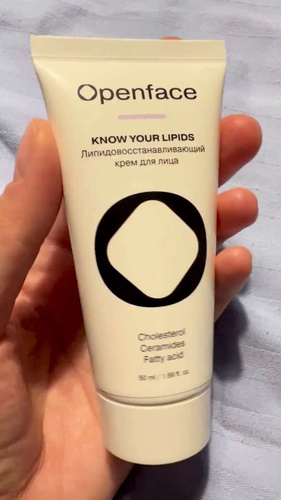 Openface
KNOW YOUR LIPIDS
Липидовосстанавливающий
крем для лица
Cholesterol
Ceramides
Fatty acid
50 ml / 1.69 fl. oz